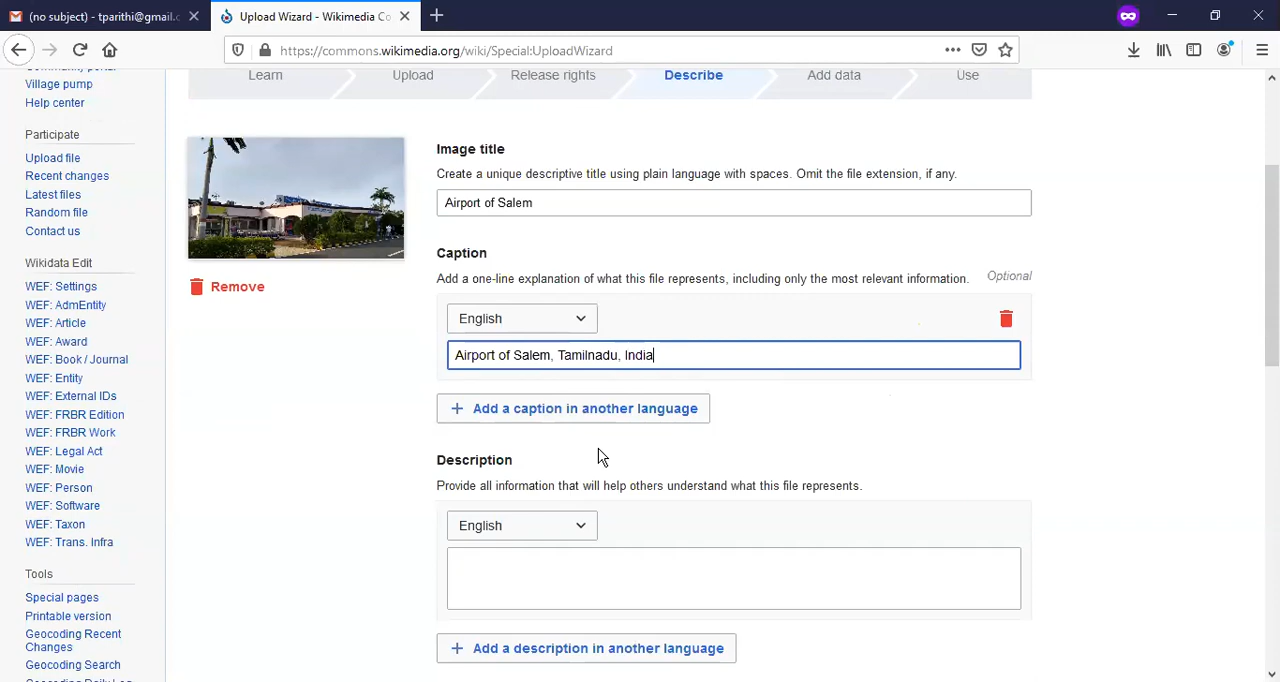 (no subject) - tparithi@gmail.c
Upload Wizard - Wikimedia Co
https://commons.wikimedia.org/wiki/Special:UploadWizard
Learn
Upload
Release rights
Describe
Add data
Use
Village pump
Help center
Participate
Upload file
Recent changes
Latest files
Random file
Contact us
Wikidata Edit
WEF: Settings
WEF: AdmEntity
WEF: Article
WEF: Award
WEF: Book / Journal
WEF: Entity
WEF: External IDs
WEF: FRBR Edition
WEF: FRBR Work
WEF: Legal Act
WEF: Movie
WEF: Person
WEF: Software
WEF: Taxon
WEF: Trans. Infra
Tools
Special pages
Printable version
Geocoding Recent
Changes
Geocoding Search
Remove
Image title
Create a unique descriptive title using plain language with spaces. Omit the file extension, if any.
Airport of Salem
Caption
Add a one-line explanation of what this file represents, including only the most relevant information.
Optional
English
Airport of Salem, Tamilnadu, India
+ Add a caption in another language
Description
Provide all information that will help others understand what this file represents.
English
+ Add a description in another language